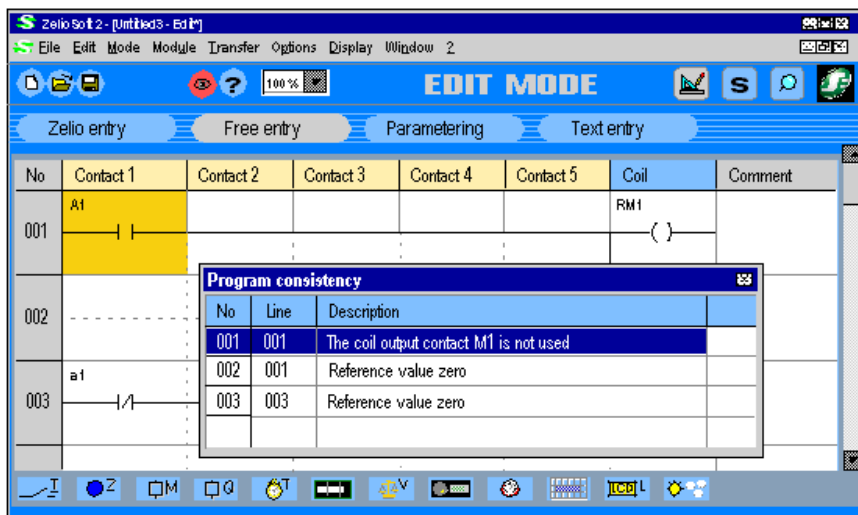 Zelio Soft 2 - [Untitled3 - Edit*]
File Edit Mode Module Transfer Options Display Window 2
? 100 % EDIT MODE S
Zelio entry Free entry Parametering Text entry
No Contact 1 Contact 2 Contact 3 Contact 4 Contact 5 Coil Comment
A1 RM1
001
Program consistency
No Line Description
001 001 The coil output contact M1 is not used
002 001 Reference value zero
003 003 Reference value zero
002
a1
003
I Z M Q T V LCD L